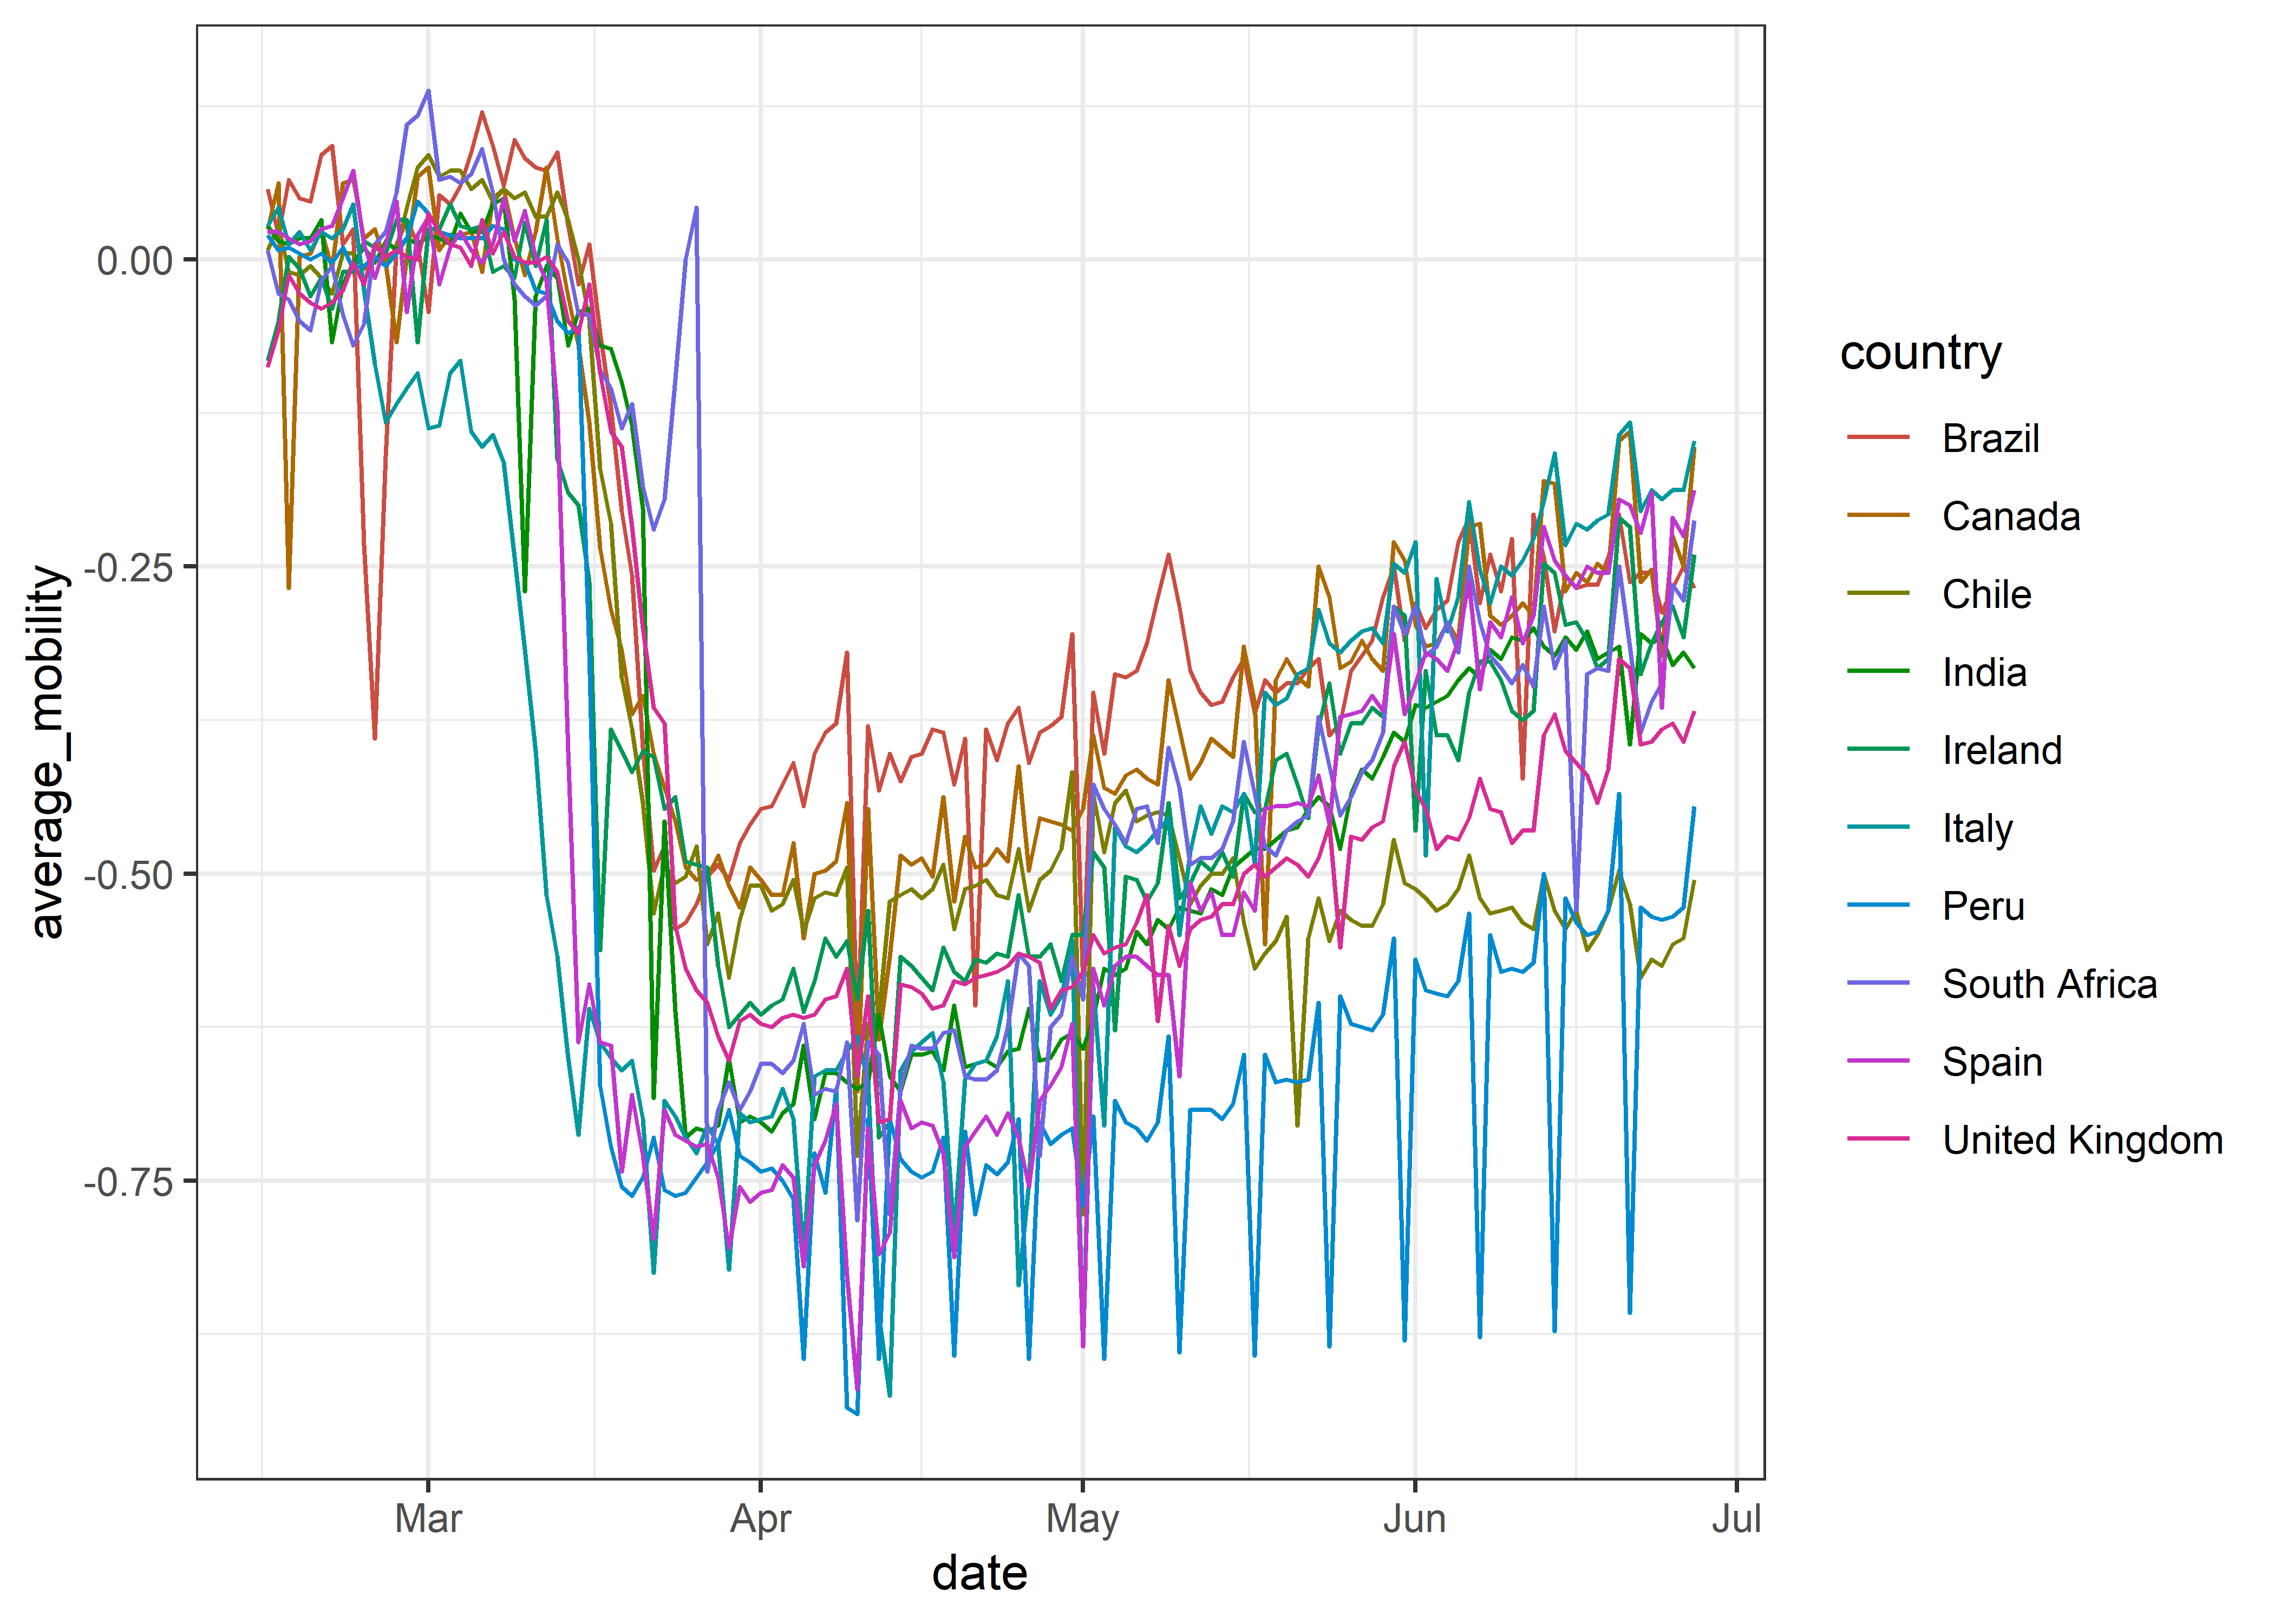 average_mobility
0.00
-0.25
-0.50
-0.75
Mar
Apr
May
Jun
Jul
date
country
Brazil
Canada
Chile
India
Ireland
Italy
Peru
South Africa
Spain
United Kingdom